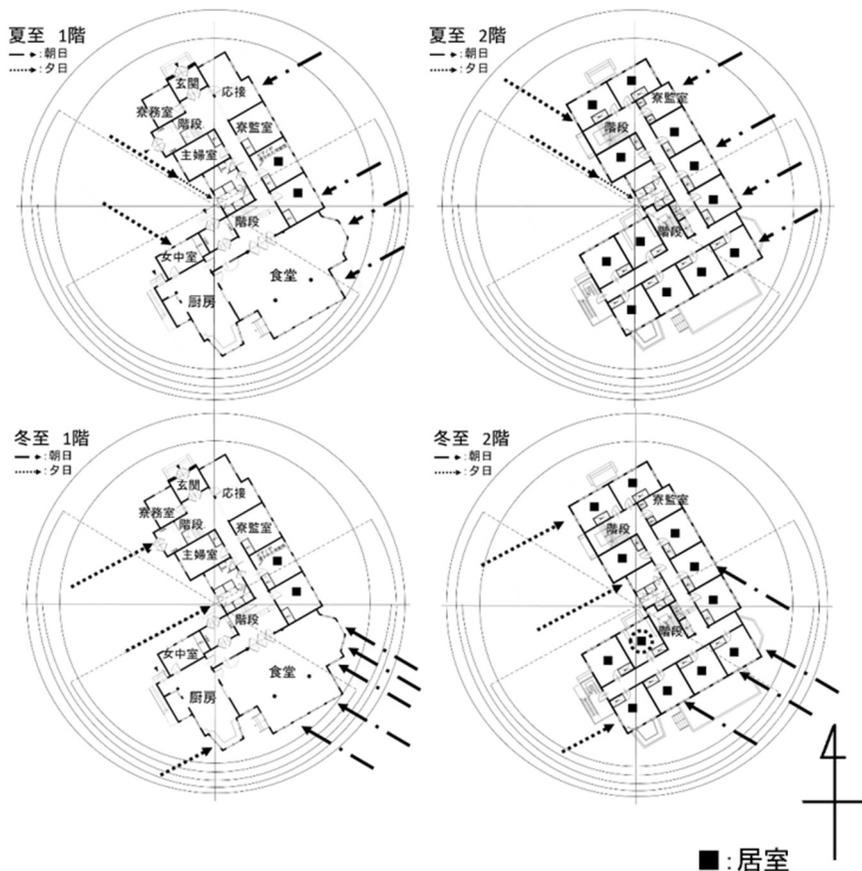 夏至 1階
:朝日
:夕日
玄関
応接
寮務室
階段
寮監室
主婦室
階段
女中室
食堂
厨房
夏至 2階
:朝日
:夕日
寮監室
階段
階段
冬至 1階
:朝日
:夕日
玄関
応接
寮務室
階段
寮監室
主婦室
階段
女中室
食堂
厨房
冬至 2階
:朝日
:夕日
寮監室
階段
階段
■:居室